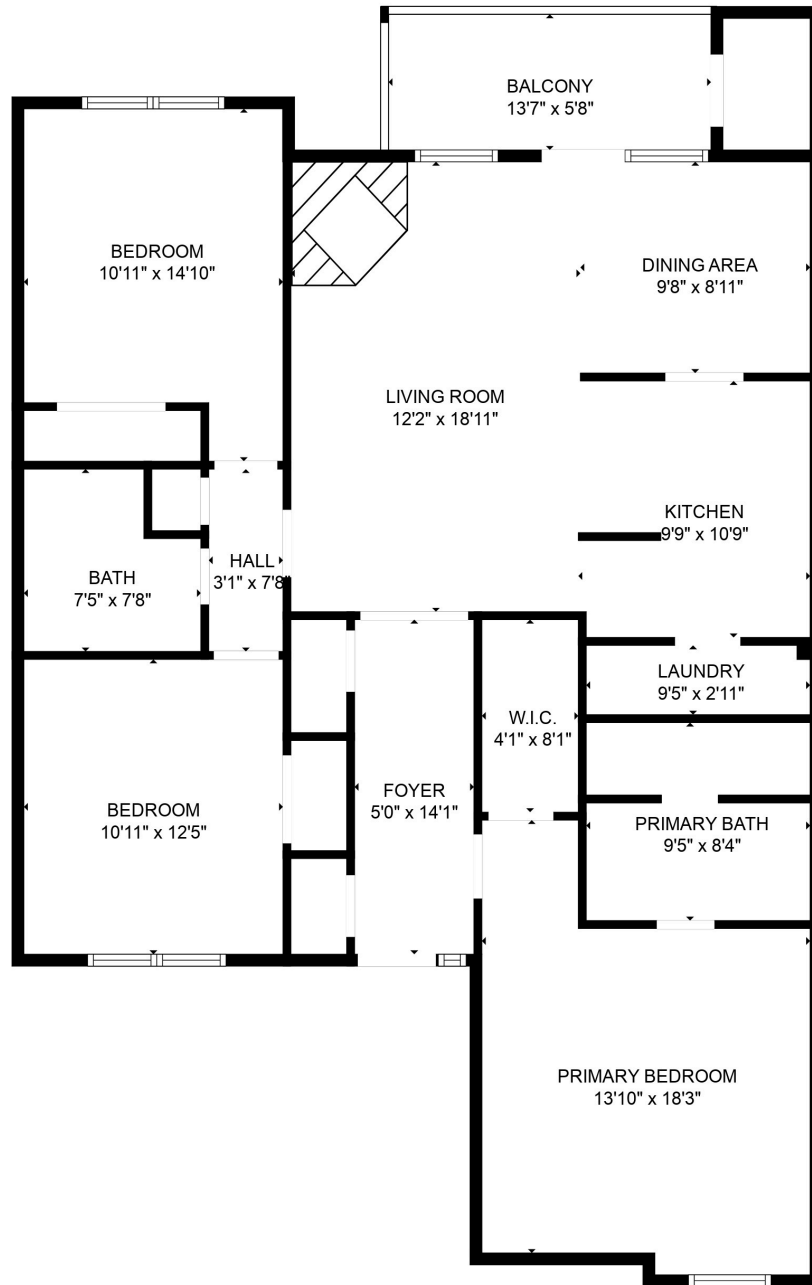 BALCONY
13'7" x 5'8"
BEDROOM
10'11" x 14'10"
DINING AREA
9'8" x 8'11"
LIVING ROOM
12'2" x 18'11"
KITCHEN
9'9" x 10'9"
HALL
3'1" x 7'8"
BATH
7'5" x 7'8"
LAUNDRY
9'5" x 2'11"
W.I.C.
4'1" x 8'1"
FOYER
5'0" x 14'1"
BEDROOM
10'11" x 12'5"
PRIMARY BATH
9'5" x 8'4"
PRIMARY BEDROOM
13'10" x 18'3"